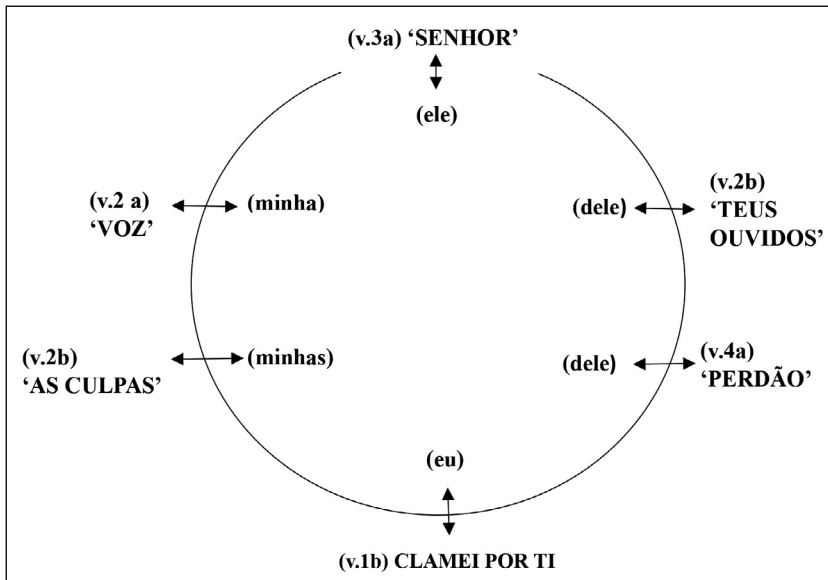 (v.3a) ‘SENHOR’
(ele)
(v.2 a)
‘VOZ’
(minha)
(dele)
(v.2b)
‘TEUS
OUVIDOS’
(v.2b)
‘AS CULPAS’
(minhas)
(dele)
(v.4a)
‘PERDÃO’
(eu)
(v.1b) CLAMEI POR TI